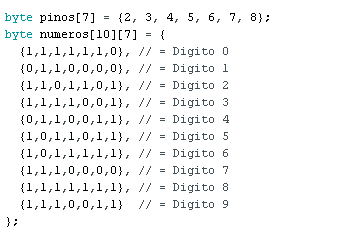 byte pinos[7] = {2, 3, 4, 5, 6, 7, 8};
byte numeros[10][7] = {
  {1,1,1,1,1,1,0}, // = Digito 0
  {0,1,1,0,0,0,0}, // = Digito 1
  {1,1,0,1,1,0,1}, // = Digito 2
  {1,1,1,1,0,0,1}, // = Digito 3
  {0,1,1,0,0,1,1}, // = Digito 4
  {1,0,1,1,0,1,1}, // = Digito 5
  {1,0,1,1,1,1,1}, // = Digito 6
  {1,1,1,0,0,0,0}, // = Digito 7
  {1,1,1,1,1,1,1}, // = Digito 8
  {1,1,1,0,0,1,1}  // = Digito 9
};